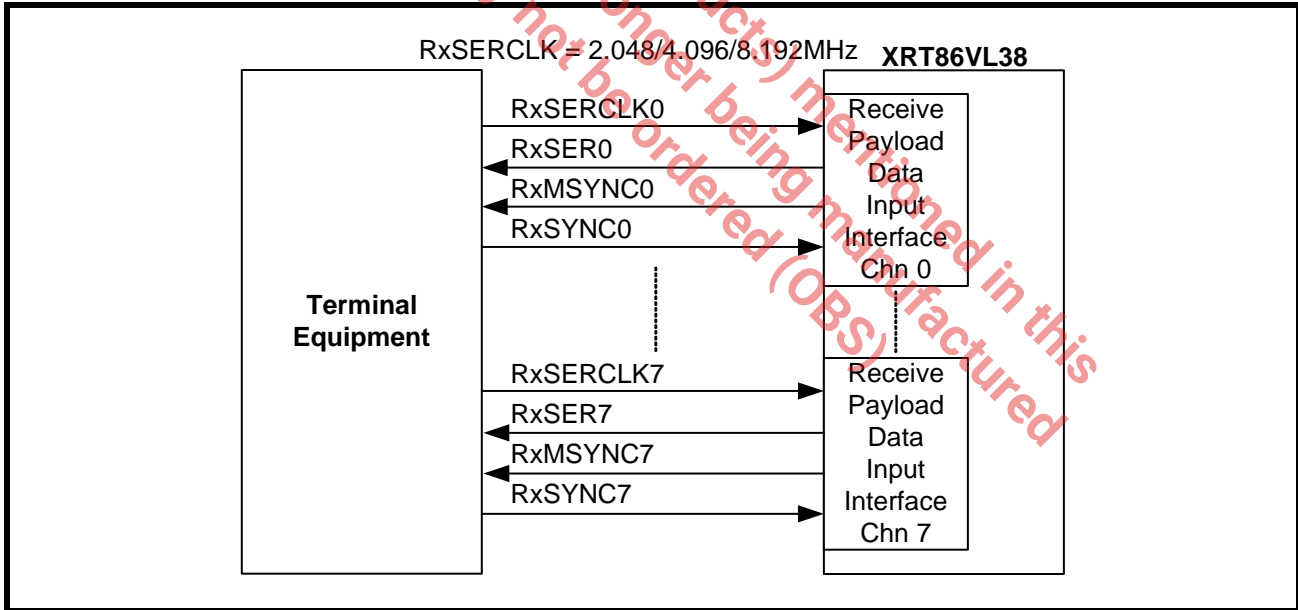 RxSERCLK = 2.048/4.096/8.192MHz
XRT86VL38
Terminal
Equipment
RxSERCLK0
RxSER0
RxMSYNC0
RxSYNC0
Receive
Payload
Data
Input
Interface
Chn 0
RxSERCLK7
RxSER7
RxMSYNC7
RxSYNC7
Receive
Payload
Data
Input
Interface
Chn 7
mentioned in this
longer being manufactured
not be ordered (OBS)